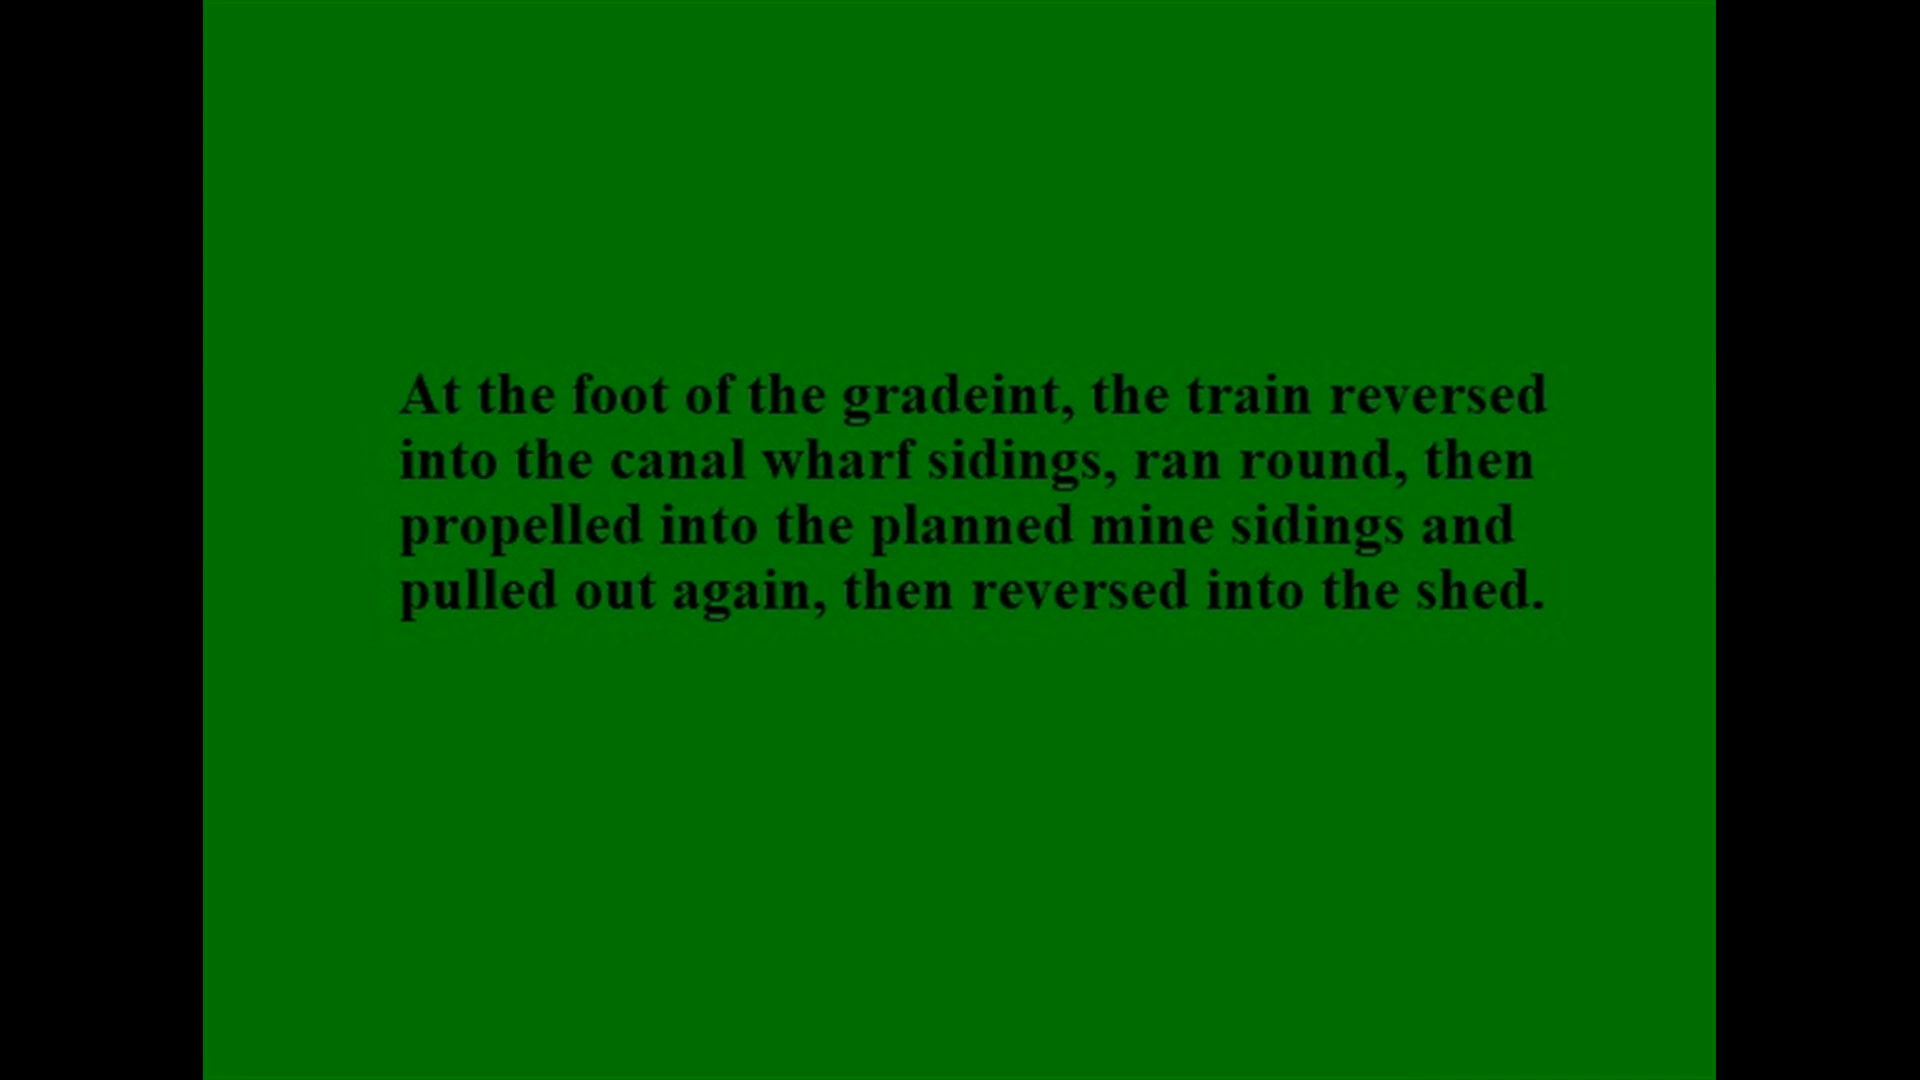 At the foot of the gradeint, the train reversed
into the canal wharf sidings, ran round, then
propelled into the planned mine sidings and
pulled out again, then reversed into the shed.